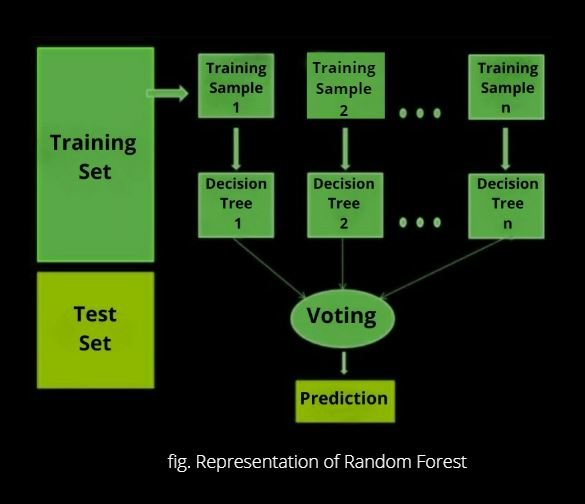 Training
Set
Training
Sample
1
Training
Sample
2
Training
Sample
n
Decision
Tree
1
Decision
Tree
2
Decision
Tree
n
Test
Set
Voting
Prediction
fig. Representation of Random Forest